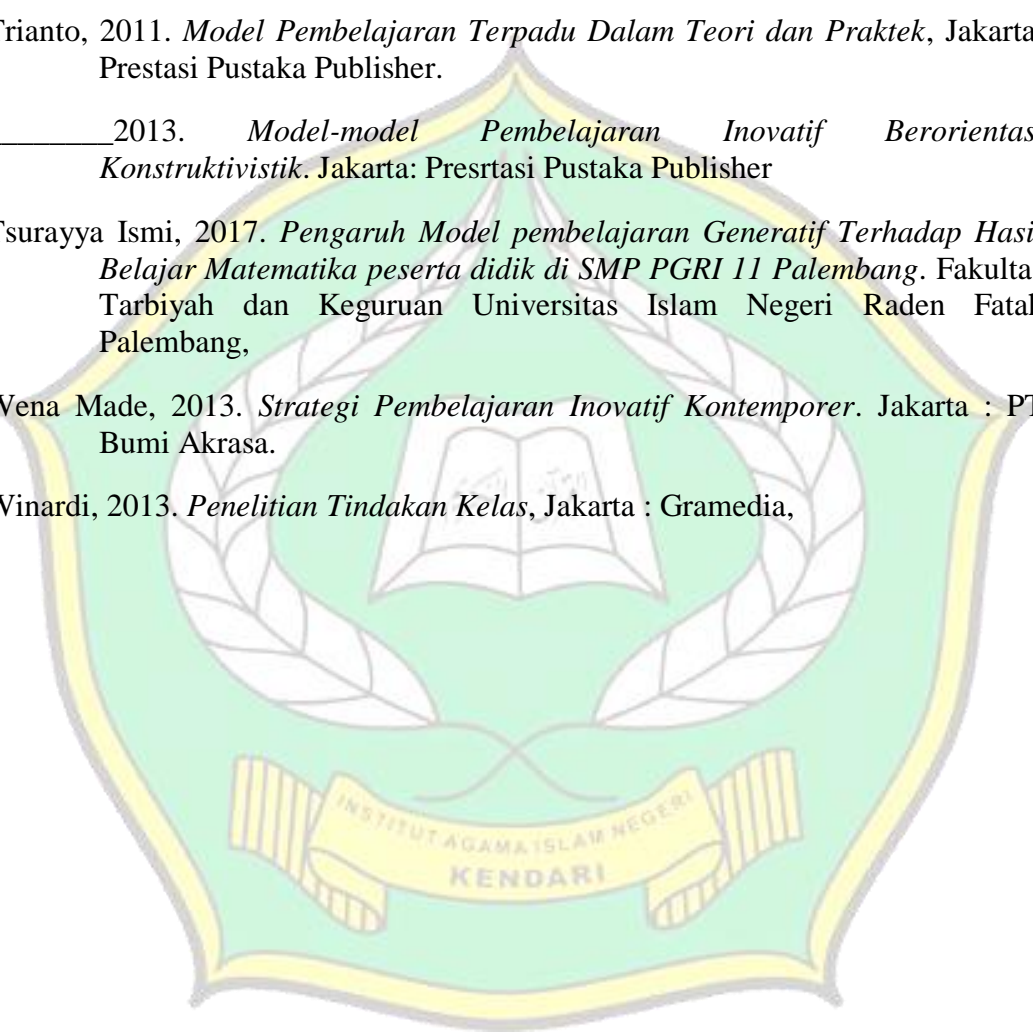 Trianto, 2011. Model Pembelajaran Terpadu Dalam Teori dan Praktek, Jakarta
Prestasi Pustaka Publisher.
________2013. Model-model Pembelajaran Inovatif Berorientas
Konstruktivistik. Jakarta: Presrtasi Pustaka Publisher
Tsurayya Ismi, 2017. Pengaruh Model pembelajaran Generatif Terhadap Hasi
Belajar Matematika peserta didik di SMP PGRI 11 Palembang. Fakulta
Tarbiyah dan Keguruan Universitas Islam Negeri Raden Fatah
Palembang,
Wena Made, 2013. Strategi Pembelajaran Inovatif Kontemporer. Jakarta : PT
Bumi Akrasa.
Winardi, 2013. Penelitian Tindakan Kelas, Jakarta : Gramedia,
INSTITUT AGAMA ISLAM NEGERI
KENDARI